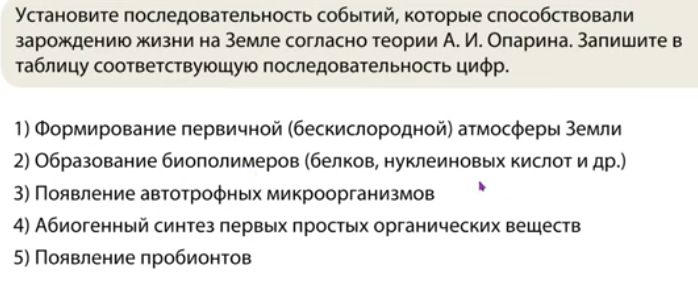 Установите последовательность событий, которые способствовали
зарождению жизни на Земле согласно теории А. И. Опарина. Запишите в
таблицу соответствующую последовательность цифр.
1) Формирование первичной (бескислородной) атмосферы Земли
2) Образование биополимеров (белков, нуклеиновых кислот и др.)
3) Появление автотрофных микроорганизмов
4) Абиогенный синтез первых простых органических веществ
5) Появление пробионтов